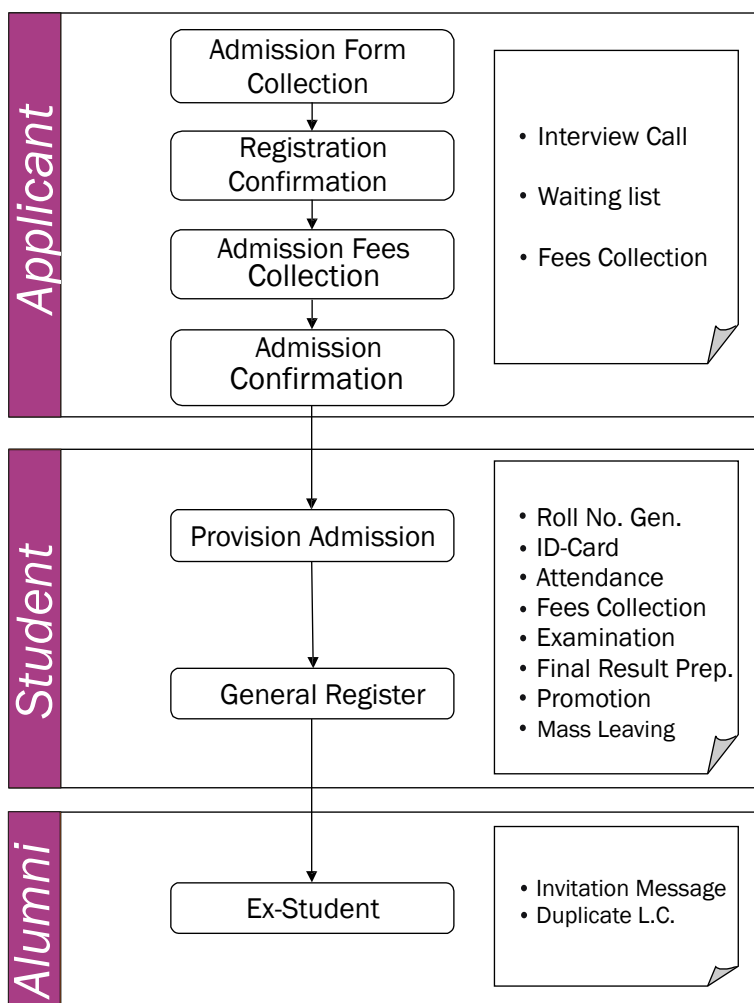 Applicant
Admission Form
Collection
Registration
Confirmation
Admission Fees
Collection
Admission
Confirmation
• Interview Call
• Waiting list
• Fees Collection
Student
Provision Admission
General Register
• Roll No. Gen.
• ID-Card
• Attendance
• Fees Collection
• Examination
• Final Result Prep.
• Promotion
• Mass Leaving
Alumni
Ex-Student
• Invitation Message
• Duplicate L.C.